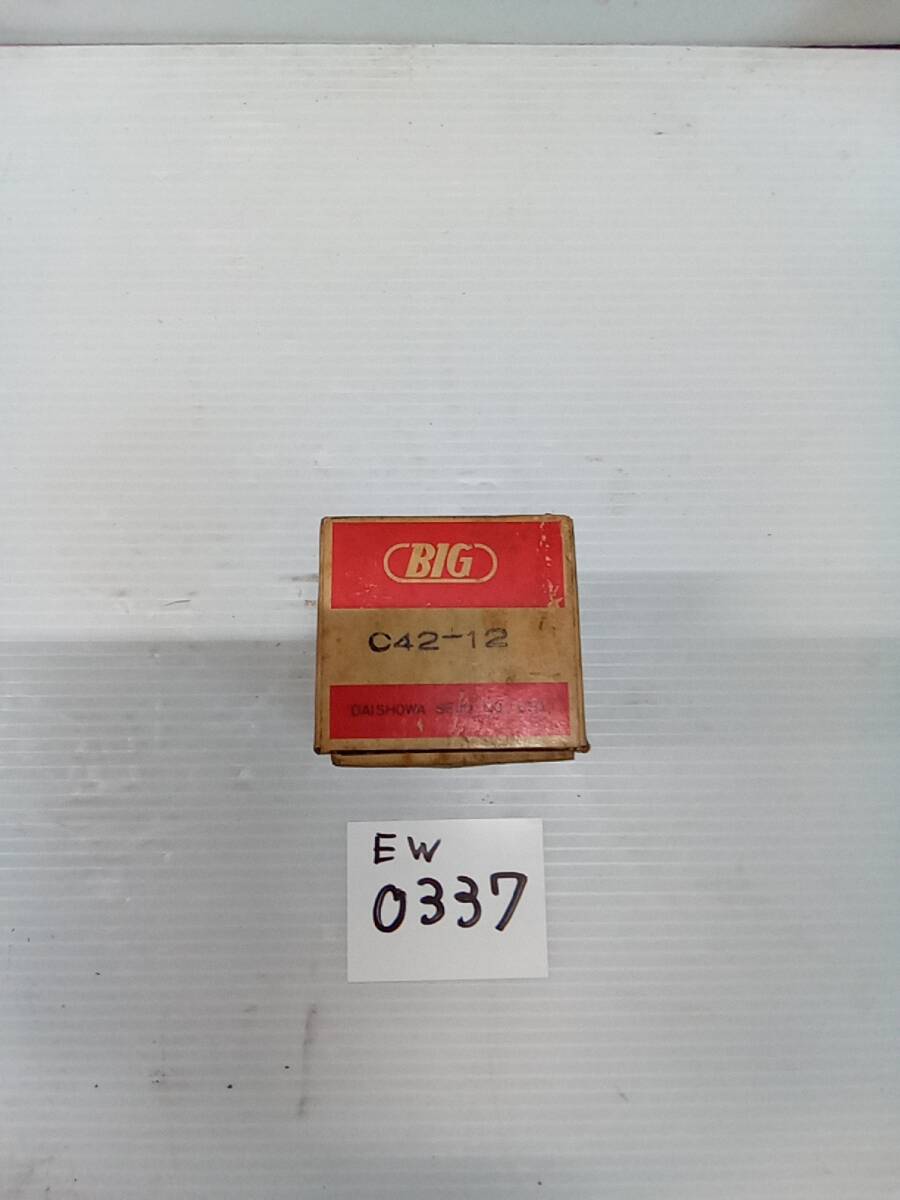 BIG
C42-12
DAISHOWA SEIKI CO. LTD.
EW
0337